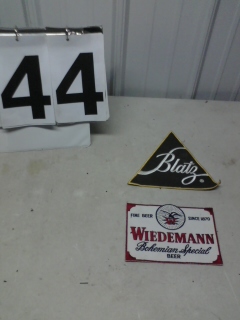 44
Blatz
FINE BEER SINCE 1870
WIEDEMANN
Bohemian Special
BEER